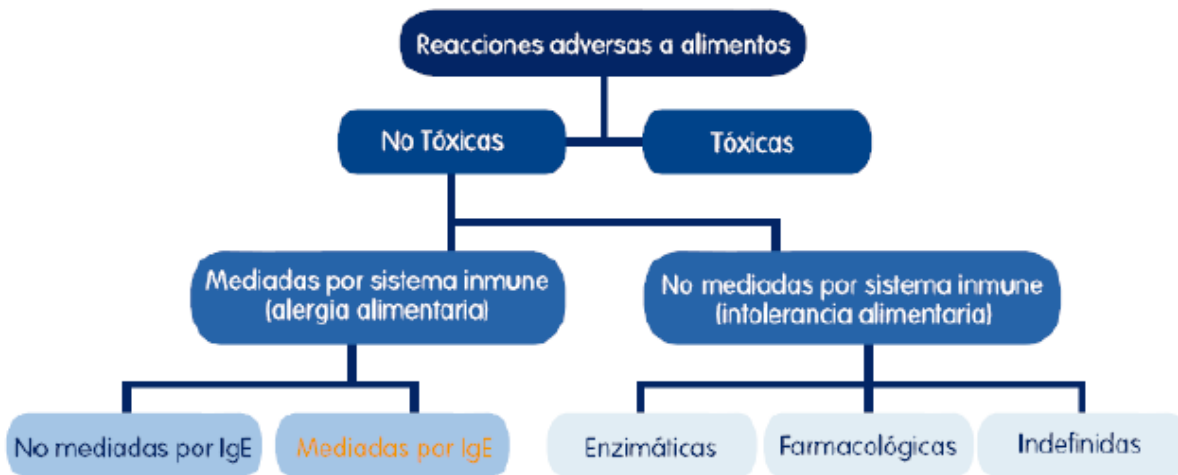 Reacciones adversas a alimentos
No Tóxicas
Tóxicas
Mediadas por sistema inmune
(alergia alimentaria)
No mediadas por sistema inmune
(intolerancia alimentaria)
No mediadas por IgE
Mediadas por IgE
Enzimáticas
Farmacológicas
Indefinidas